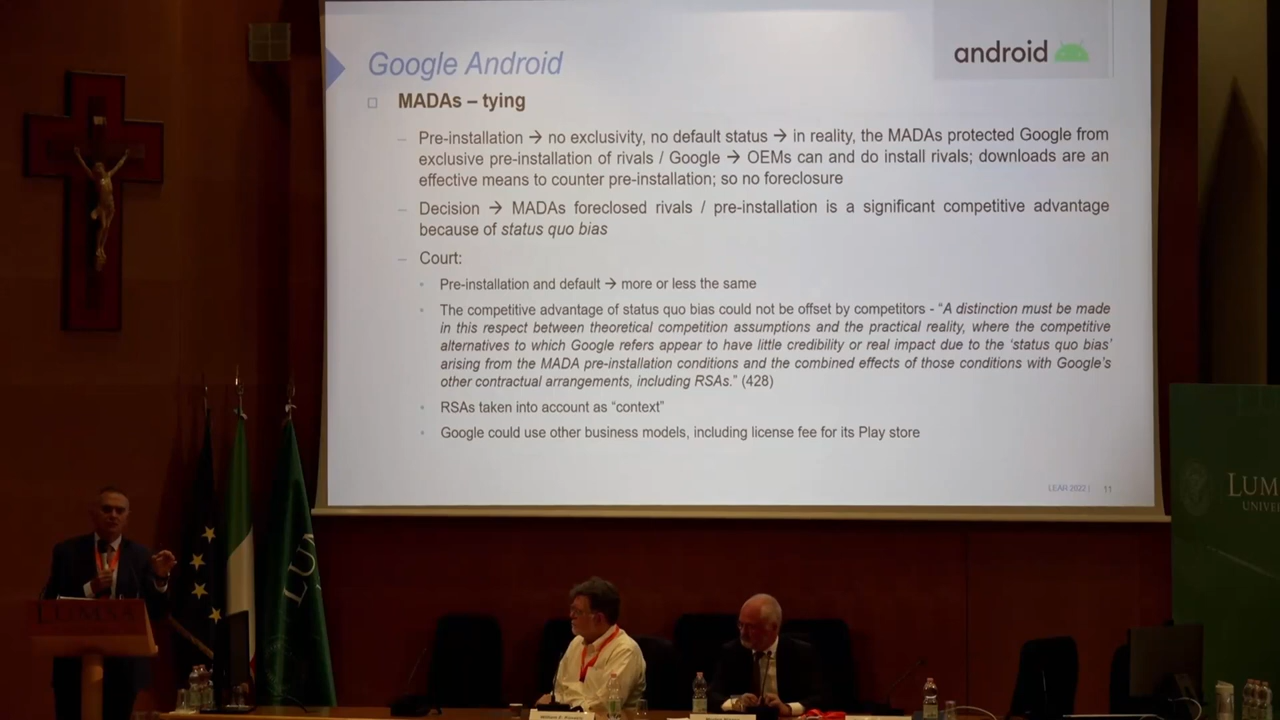 Google Android
android
MADAs – tying
– Pre-installation → no exclusivity, no default status → in reality, the MADAs protected Google from
exclusive pre-installation of rivals / Google → OEMs can and do install rivals; downloads are an
effective means to counter pre-installation; so no foreclosure
– Decision → MADAs foreclosed rivals / pre-installation is a significant competitive advantage
because of status quo bias
– Court:
• Pre-installation and default → more or less the same
• The competitive advantage of status quo bias could not be offset by competitors - “A distinction must be made
in this respect between theoretical competition assumptions and the practical reality, where the competitive
alternatives to which Google refers appear to have little credibility or real impact due to the ‘status quo bias’
arising from the MADA pre-installation conditions and the combined effects of those conditions with Google’s
other contractual arrangements, including RSAs.” (428)
• RSAs taken into account as “context”
• Google could use other business models, including license fee for its Play store
LEAR 2022 | 11
LUM
UNIVE
LUMSA
LU